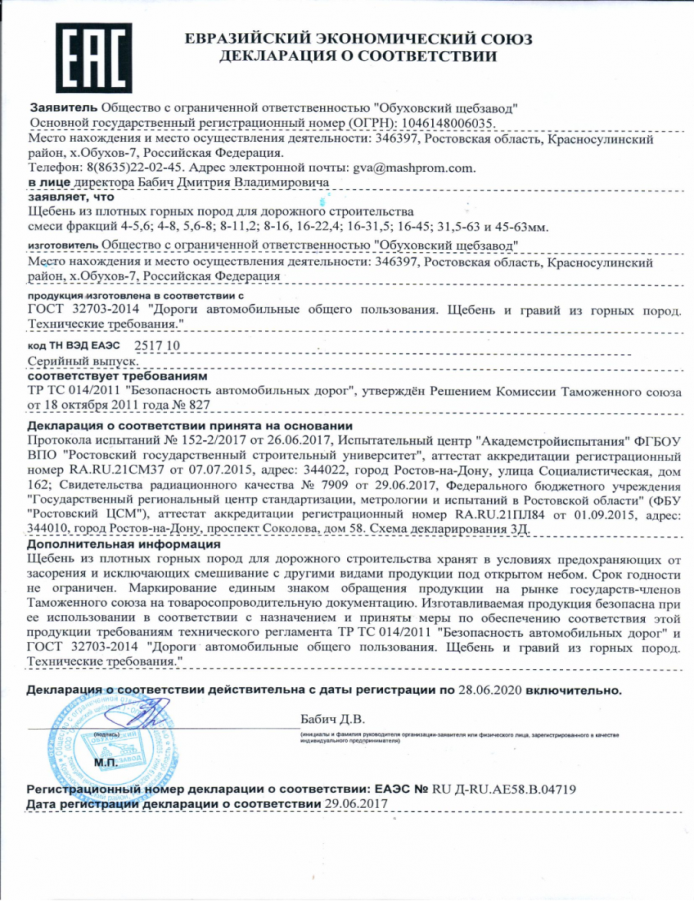 EAC
ЕВРАЗИЙСКИЙ ЭКОНОМИЧЕСКИЙ СОЮЗ
ДЕКЛАРАЦИЯ О СООТВЕТСТВИИ
Заявитель Общество с ограниченной ответственностью "Обуховский щебзавод"
Основной государственный регистрационный номер (ОГРН): 1046148006035.
Место нахождения и место осуществления деятельности: 346397, Ростовская область, Красносулинский
район, х.Обухов-7, Российская Федерация.
Телефон: 8(8635)22-02-45. Адрес электронной почты: gva@mashprom.com.
в лице директора Бабич Дмитрия Владимировича
заявляет, что
Щебень из плотных горных пород для дорожного строительства
смеси фракций 4-5,6; 4-8, 5,6-8; 8-11,2; 8-16, 16-22,4; 16-31,5; 16-45; 31,5-63 и 45-63мм.
изготовитель Общество с ограниченной ответственностью "Обуховский щебзавод"
Место нахождения и место осуществления деятельности: 346397, Ростовская область, Красносулинский
район, х.Обухов-7, Российская Федерация
продукция изготовлена в соответствии с
ГОСТ 32703-2014 "Дороги автомобильные общего пользования. Щебень и гравий из горных пород.
Технические требования."
код ТН ВЭД ЕАЭС 2517 10
Серийный выпуск.
соответствует требованиям
ТР ТС 014/2011 "Безопасность автомобильных дорог", утверждён Решением Комиссии Таможенного союза
от 18 октября 2011 года № 827
Декларация о соответствии принята на основании
Протокола испытаний № 152-2/2017 от 26.06.2017, Испытательный центр "Академстройиспытания" ФГБОУ
ВПО "Ростовский государственный строительный университет", аттестат аккредитации регистрационный
номер RA.RU.21СМ37 от 07.07.2015, адрес: 344022, город Ростов-на-Дону, улица Социалистическая, дом
162; Свидетельства радиационного качества № 7909 от 29.06.2017, Федерального бюджетного учреждения
"Государственный региональный центр стандартизации, метрологии и испытаний в Ростовской области" (ФБУ
"Ростовский ЦСМ"), аттестат аккредитации регистрационный номер RA.RU.21ПЛ84 от 01.09.2015, адрес:
344010, город Ростов-на-Дону, проспект Соколова, дом 58. Схема декларирования 3Д.
Дополнительная информация
Щебень из плотных горных пород для дорожного строительства хранят в условиях предохраняющих от
засорения и исключающих смешивание с другими видами продукции под открытом небом. Срок годности
не ограничен. Маркирование единым знаком обращения продукции на рынке государств-членов
Таможенного союза на товаросопроводительную документацию. Изготавливаемая продукция безопасна при
ее использовании в соответствии с назначением и приняты меры по обеспечению соответствия этой
продукции требованиям технического регламента ТР ТС 014/2011 "Безопасность автомобильных дорог" и
ГОСТ 32703-2014 "Дороги автомобильные общего пользования. Щебень и гравий из горных пород.
Технические требования."
Декларация о соответствии действительна с даты регистрации по 28.06.2020 включительно.
Бабич Д.В.
(подпись)
(инициалы и фамилия руководителя организации-заявителя или физического лица, зарегистрированного в качестве
индивидуального предпринимателя)
М.П.
Регистрационный номер декларации о соответствии: ЕАЭС № RU Д-RU.АЕ58.В.04719
Дата регистрации декларации о соответствии 29.06.2017